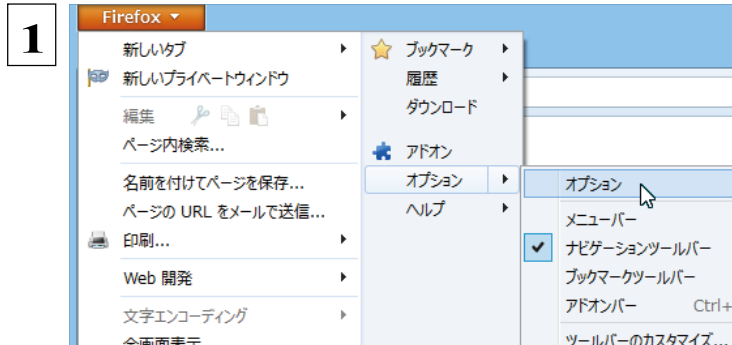 1
Firefox
新しいタブ
新しいプライベートウィンドウ
編集
ページ内検索...
名前を付けてページを保存...
ページの URL をメールで送信...
印刷...
Web 開発
文字エンコーディング
全画面表示
ブックマーク
履歴
ダウンロード
アドオン
オプション
ヘルプ
オプション
メニューバー
ナビゲーションツールバー
ブックマークツールバー
アドオンバー Ctrl+
ツールバーのカスタマイズ...